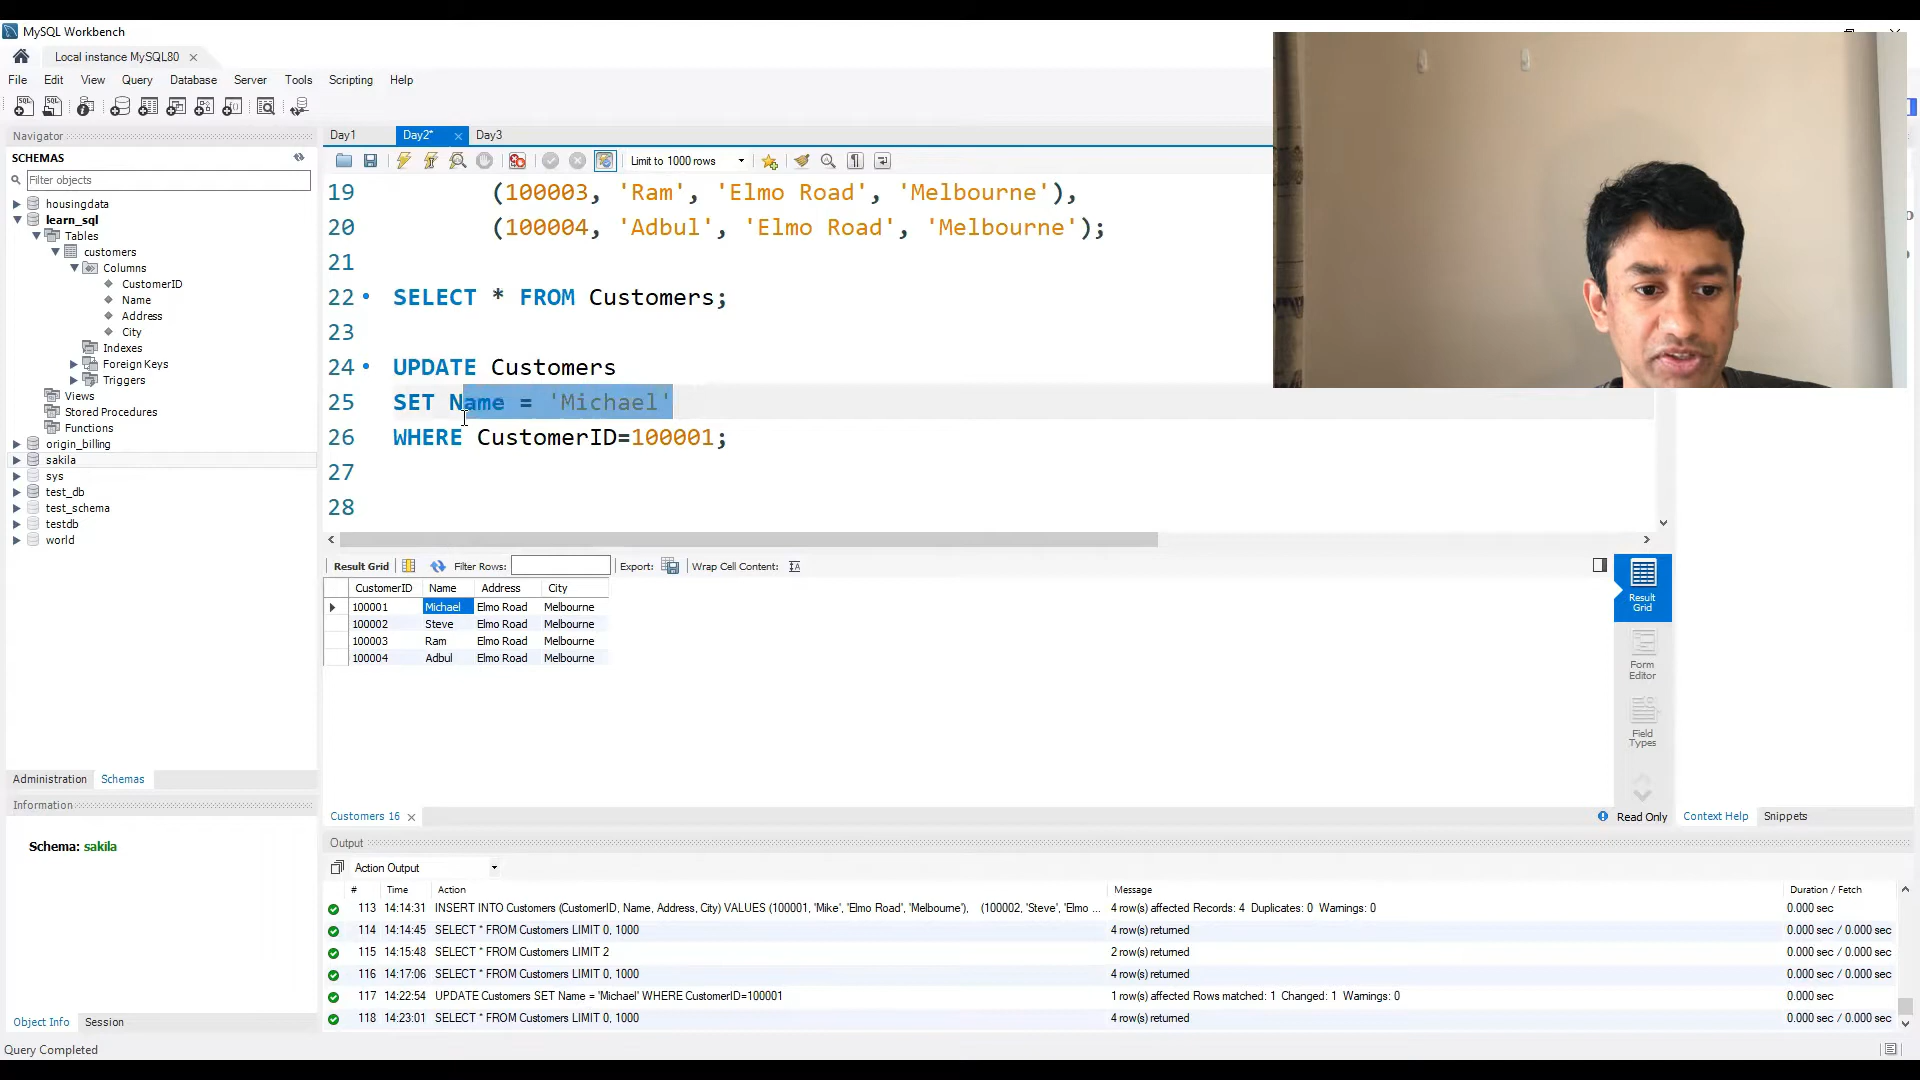 MySQL Workbench
Local instance MySQL80
File Edit View Query Database Server Tools Scripting Help
Navigator
SCHEMAS
Filter objects
housingdata
learn_sql
Tables
customers
Columns
CustomerID
Name
Address
City
Indexes
Foreign Keys
Triggers
Views
Stored Procedures
Functions
origin_billing
sakila
sys
test_db
test_schema
testdb
world
Administration Schemas
Information
Schema: sakila
Object Info Session
Query Completed
Day1 Day2* Day3
Limit to 1000 rows
19 (100003, 'Ram', 'Elmo Road', 'Melbourne'),
20 (100004, 'Adbul', 'Elmo Road', 'Melbourne');
21
22 SELECT * FROM Customers;
23
24 UPDATE Customers
25 SET Name = 'Michael'
26 WHERE CustomerID=100001;
27
28
Result Grid Filter Rows: Export: Wrap Cell Content:
CustomerID Name Address City
100001 Michael Elmo Road Melbourne
100002 Steve Elmo Road Melbourne
100003 Ram Elmo Road Melbourne
100004 Adbul Elmo Road Melbourne
Result
Grid
Form
Editor
Field
Types
Customers 16
Read Only
Context Help Snippets
Output
Action Output
# Time Action Message Duration / Fetch
113 14:14:31 INSERT INTO Customers (CustomerID, Name, Address, City) VALUES (100001, 'Mike', 'Elmo Road', 'Melbourne'), (100002, 'Steve', 'Elmo ... 4 row(s) affected Records: 4 Duplicates: 0 Warnings: 0 0.000 sec
114 14:14:45 SELECT * FROM Customers LIMIT 0, 1000 4 row(s) returned 0.000 sec / 0.000 sec
115 14:15:48 SELECT * FROM Customers LIMIT 2 2 row(s) returned 0.000 sec / 0.000 sec
116 14:17:06 SELECT * FROM Customers LIMIT 0, 1000 4 row(s) returned 0.000 sec / 0.000 sec
117 14:22:54 UPDATE Customers SET Name = 'Michael' WHERE CustomerID=100001 1 row(s) affected Rows matched: 1 Changed: 1 Warnings: 0 0.000 sec
118 14:23:01 SELECT * FROM Customers LIMIT 0, 1000 4 row(s) returned 0.000 sec / 0.000 sec